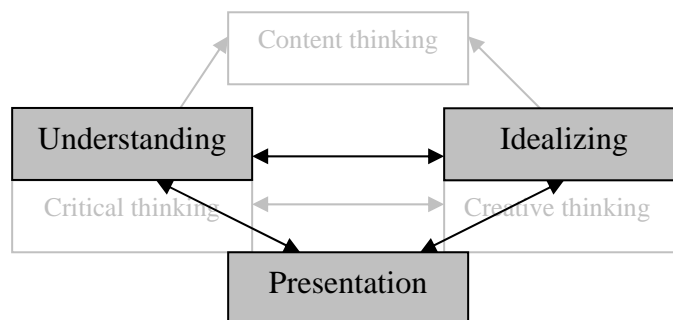 Content thinking
Understanding
Idealizing
Critical thinking
Creative thinking
Presentation